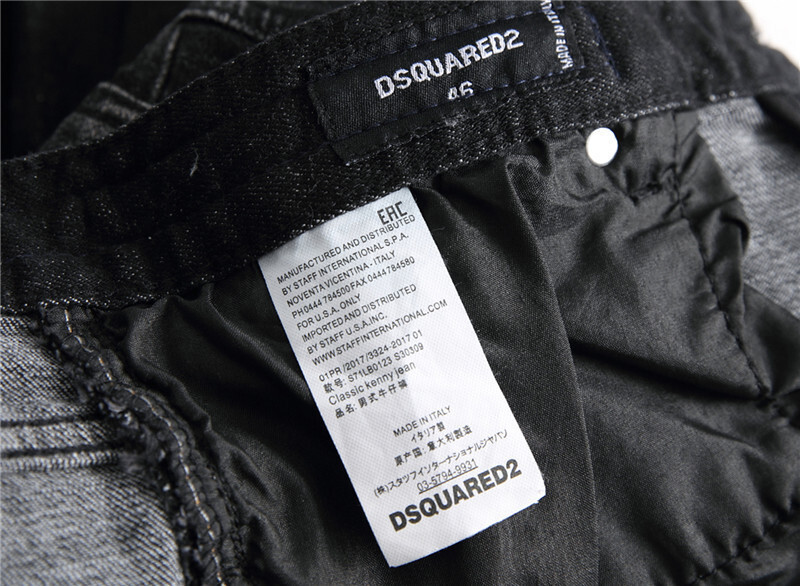 DSQUARED2
46
MADE IN ITALY
EAC
MANUFACTURED AND DISTRIBUTED
BY STAFF INTERNATIONAL S.P.A.
NOVENTA VICENTINA - ITALY
PH0444 784500 FAX 0444784580
FOR U.S.A. ONLY
IMPORTED AND DISTRIBUTED
BY STAFF U.S.A.INC.
WWW.STAFFINTERNATIONAL.COM
01PR /2017/3324-2017 01
款号: S71LB0123 S30309
Classic kenny jean
品名: 男式牛仔裤
MADE IN ITALY
イタリア製
原产国: 意大利製造
(株)スタッフインターナショナルジャパン
03-5794-9931
DSQUARED2